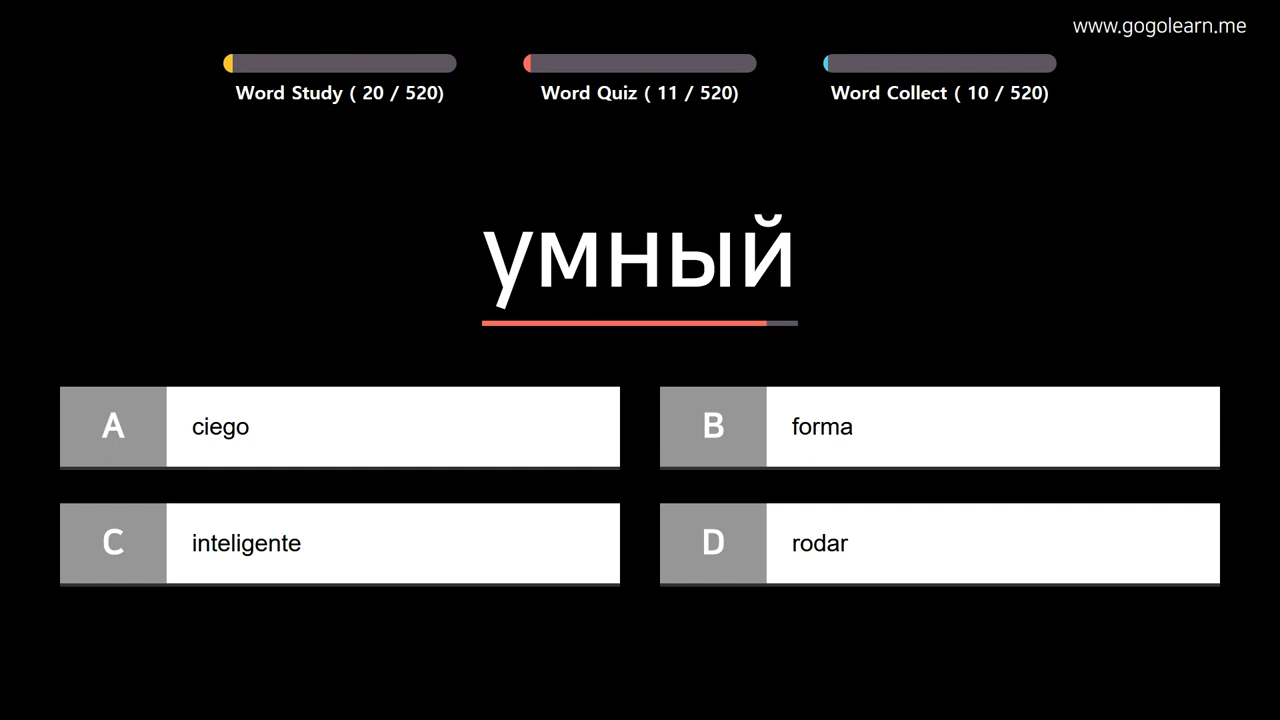 www.gogolearn.me
Word Study ( 20 / 520)
Word Quiz ( 11 / 520)
Word Collect ( 10 / 520)
умный
A ciego
B forma
C inteligente
D rodar